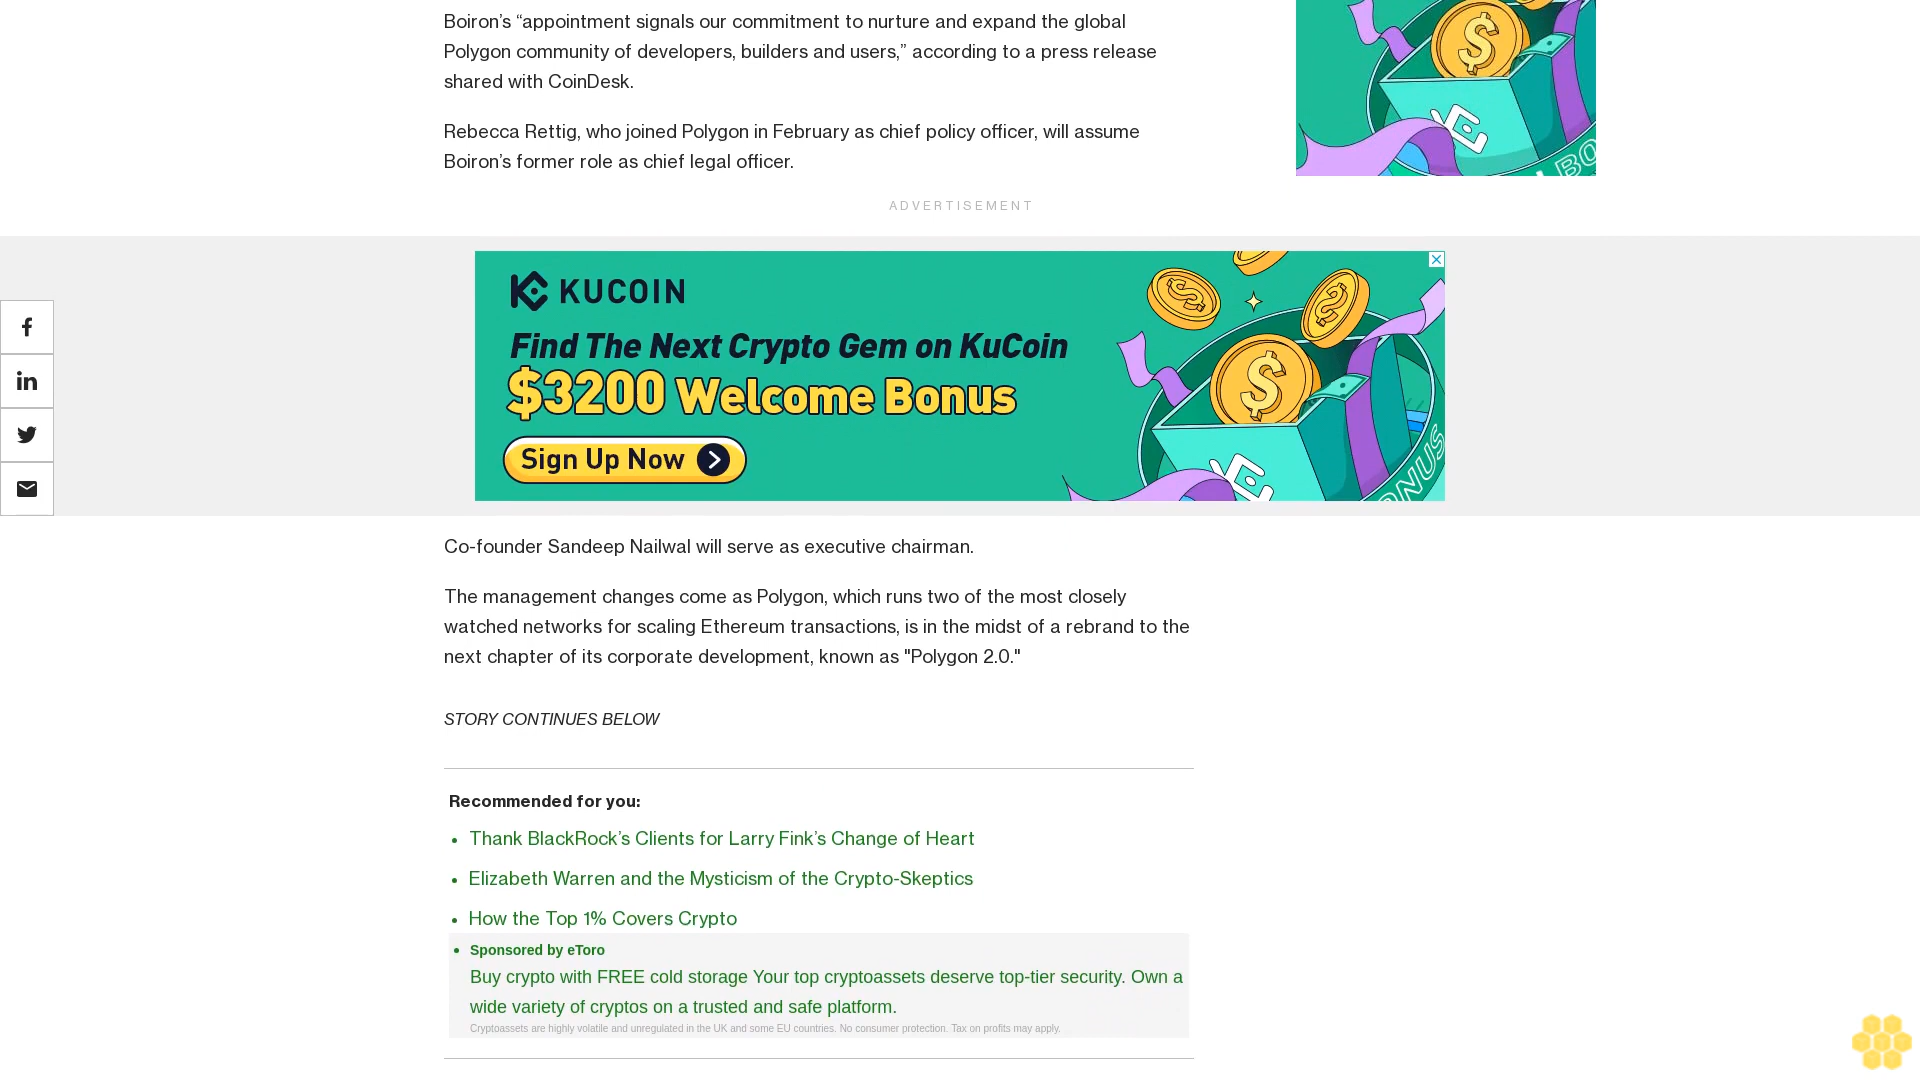 Boiron’s “appointment signals our commitment to nurture and expand the global
Polygon community of developers, builders and users,” according to a press release
shared with CoinDesk.
Rebecca Rettig, who joined Polygon in February as chief policy officer, will assume
Boiron’s former role as chief legal officer.
ADVERTISEMENT
KUCOIN
Find The Next Crypto Gem on KuCoin
$3200 Welcome Bonus
Sign Up Now
Co-founder Sandeep Nailwal will serve as executive chairman.
The management changes come as Polygon, which runs two of the most closely
watched networks for scaling Ethereum transactions, is in the midst of a rebrand to the
next chapter of its corporate development, known as "Polygon 2.0."
STORY CONTINUES BELOW
Recommended for you:
Thank BlackRock’s Clients for Larry Fink’s Change of Heart
Elizabeth Warren and the Mysticism of the Crypto-Skeptics
How the Top 1% Covers Crypto
Sponsored by eToro
Buy crypto with FREE cold storage Your top cryptoassets deserve top-tier security. Own a
wide variety of cryptos on a trusted and safe platform.
Cryptoassets are highly volatile and unregulated in the UK and some EU countries. No consumer protection. Tax on profits may apply.